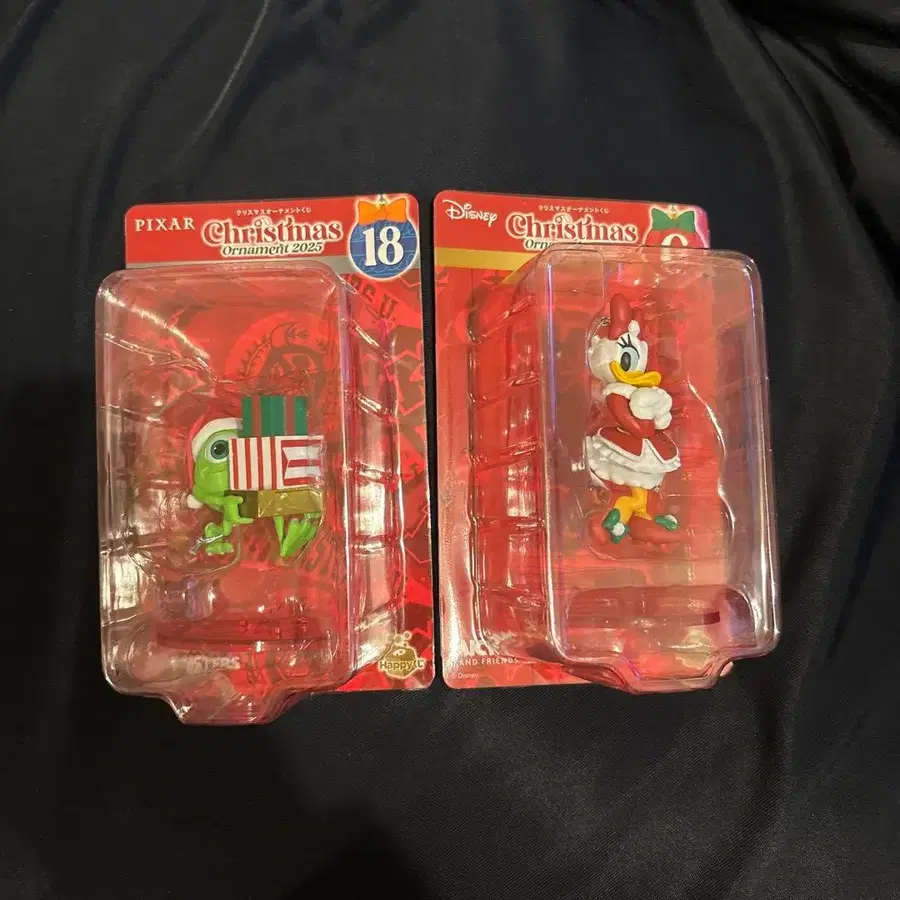 PIXAR
クリスマスオーナメントくじ
Christmas
Ornament 2025
18
Happyくじ
Disney
クリスマスオーナメントくじ
Christmas
AND FRIENDS
© Disney